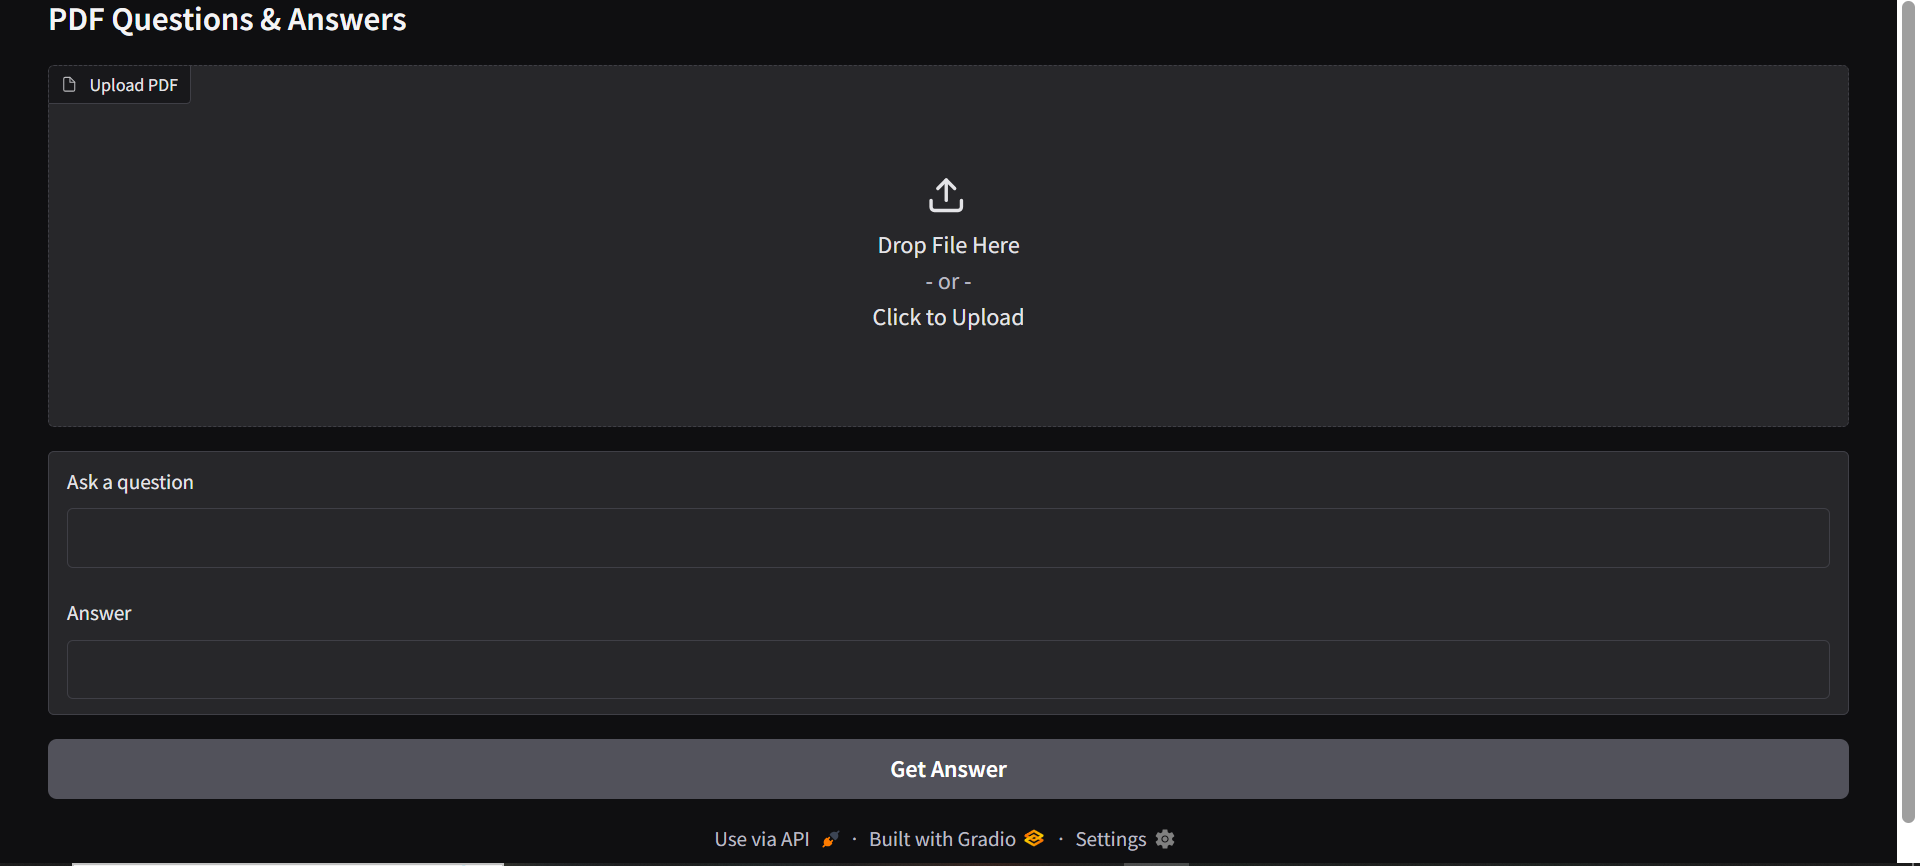 PDF Questions & Answers
Upload PDF
Drop File Here
- or -
Click to Upload
Ask a question
Answer
Get Answer
Use via API · Built with Gradio · Settings